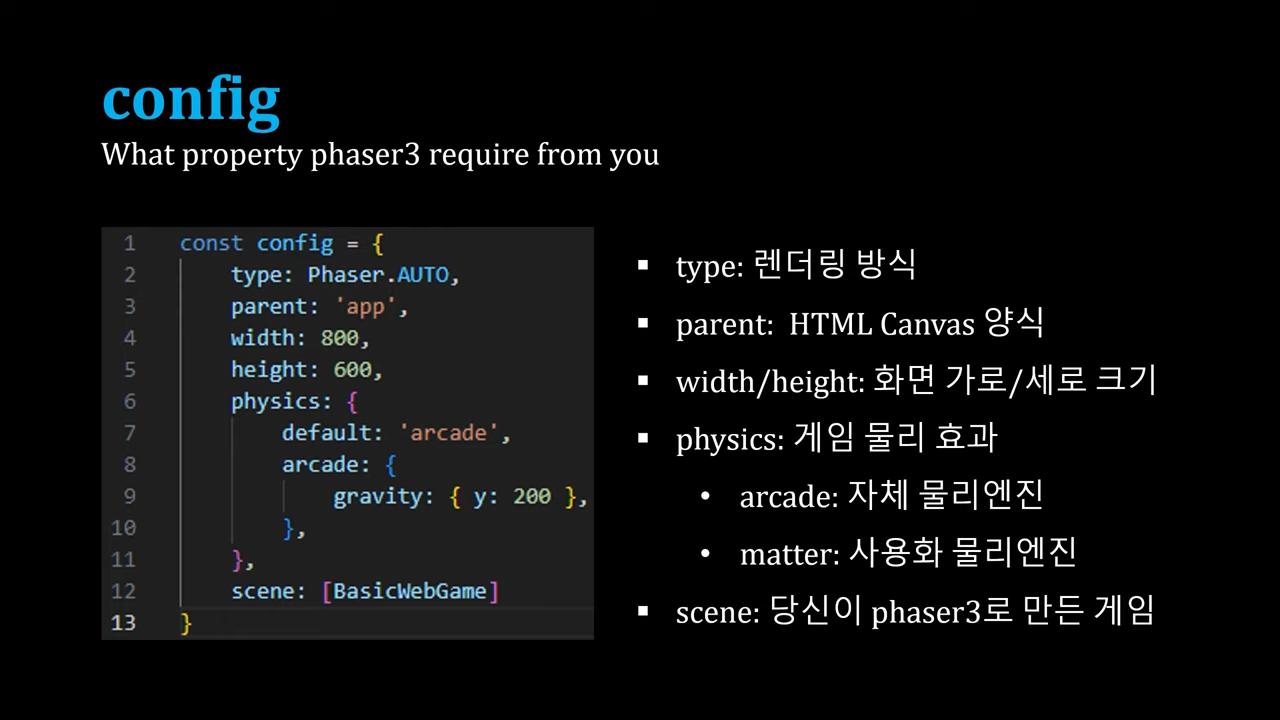 config
What property phaser3 require from you
1 const config = {
2 type: Phaser.AUTO,
3 parent: 'app',
4 width: 800,
5 height: 600,
6 physics: {
7 default: 'arcade',
8 arcade: {
9 gravity: { y: 200 },
10 },
11 },
12 scene: [BasicWebGame]
13 }
▪ type: 렌더링 방식
▪ parent: HTML Canvas 양식
▪ width/height: 화면 가로/세로 크기
▪ physics: 게임 물리 효과
• arcade: 자체 물리엔진
• matter: 사용화 물리엔진
▪ scene: 당신이 phaser3로 만든 게임